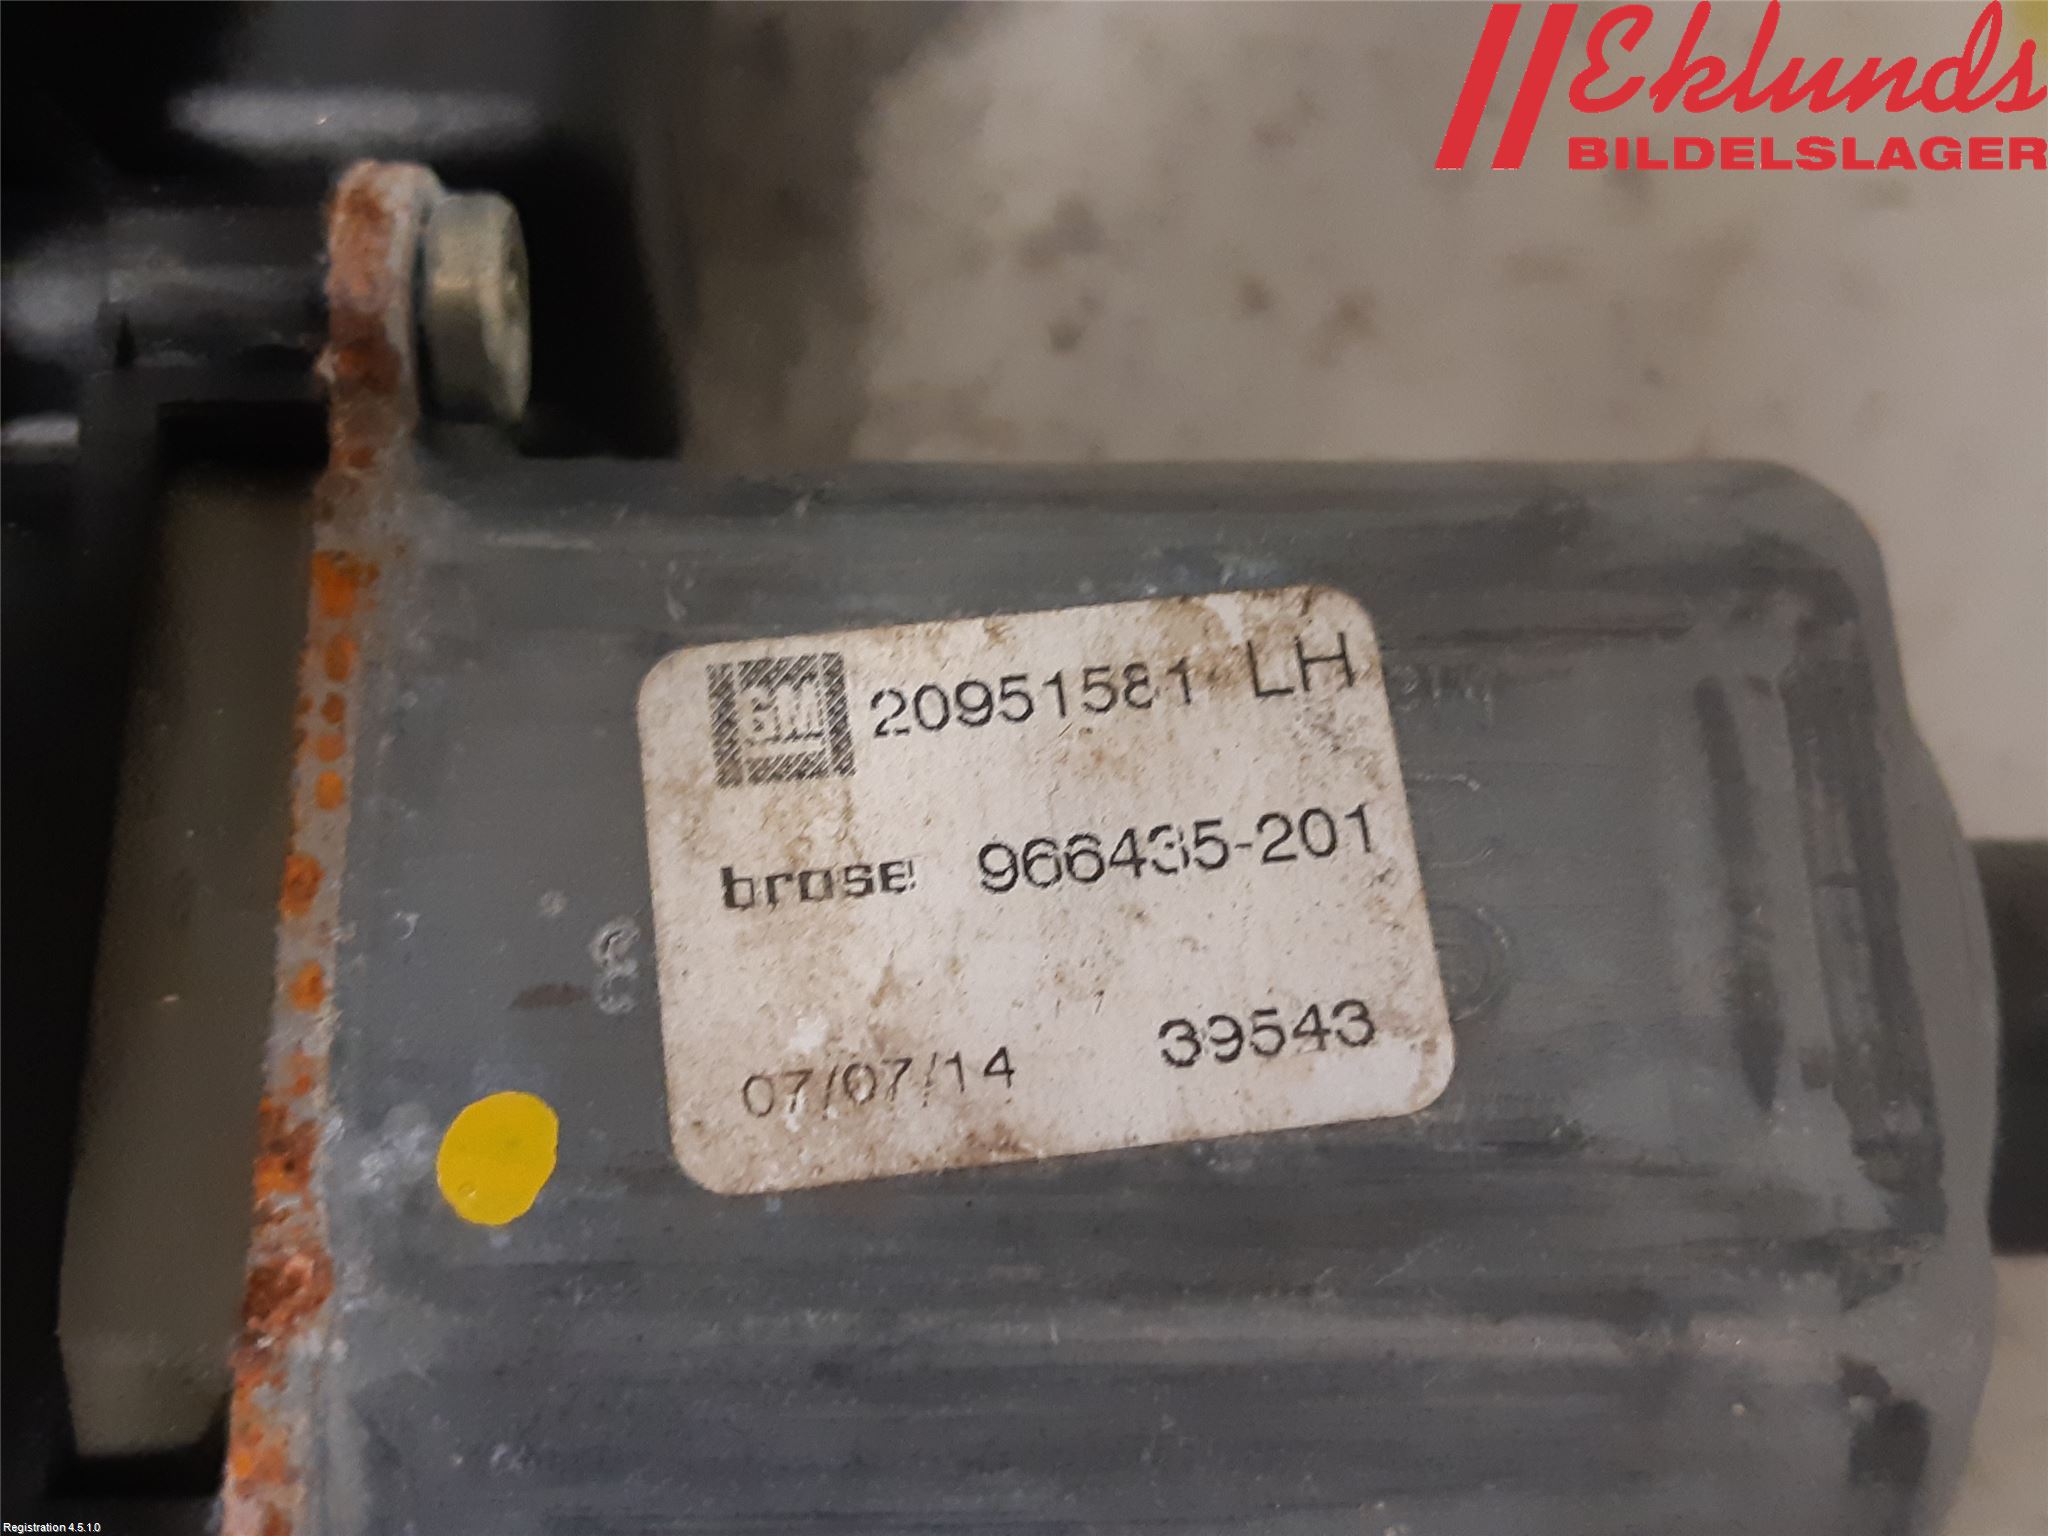 Eklunds
BILDELSLAGER
GM 20951581 LH
brose 966435-201
07/07/14 39543
Registration 4.5.1.0